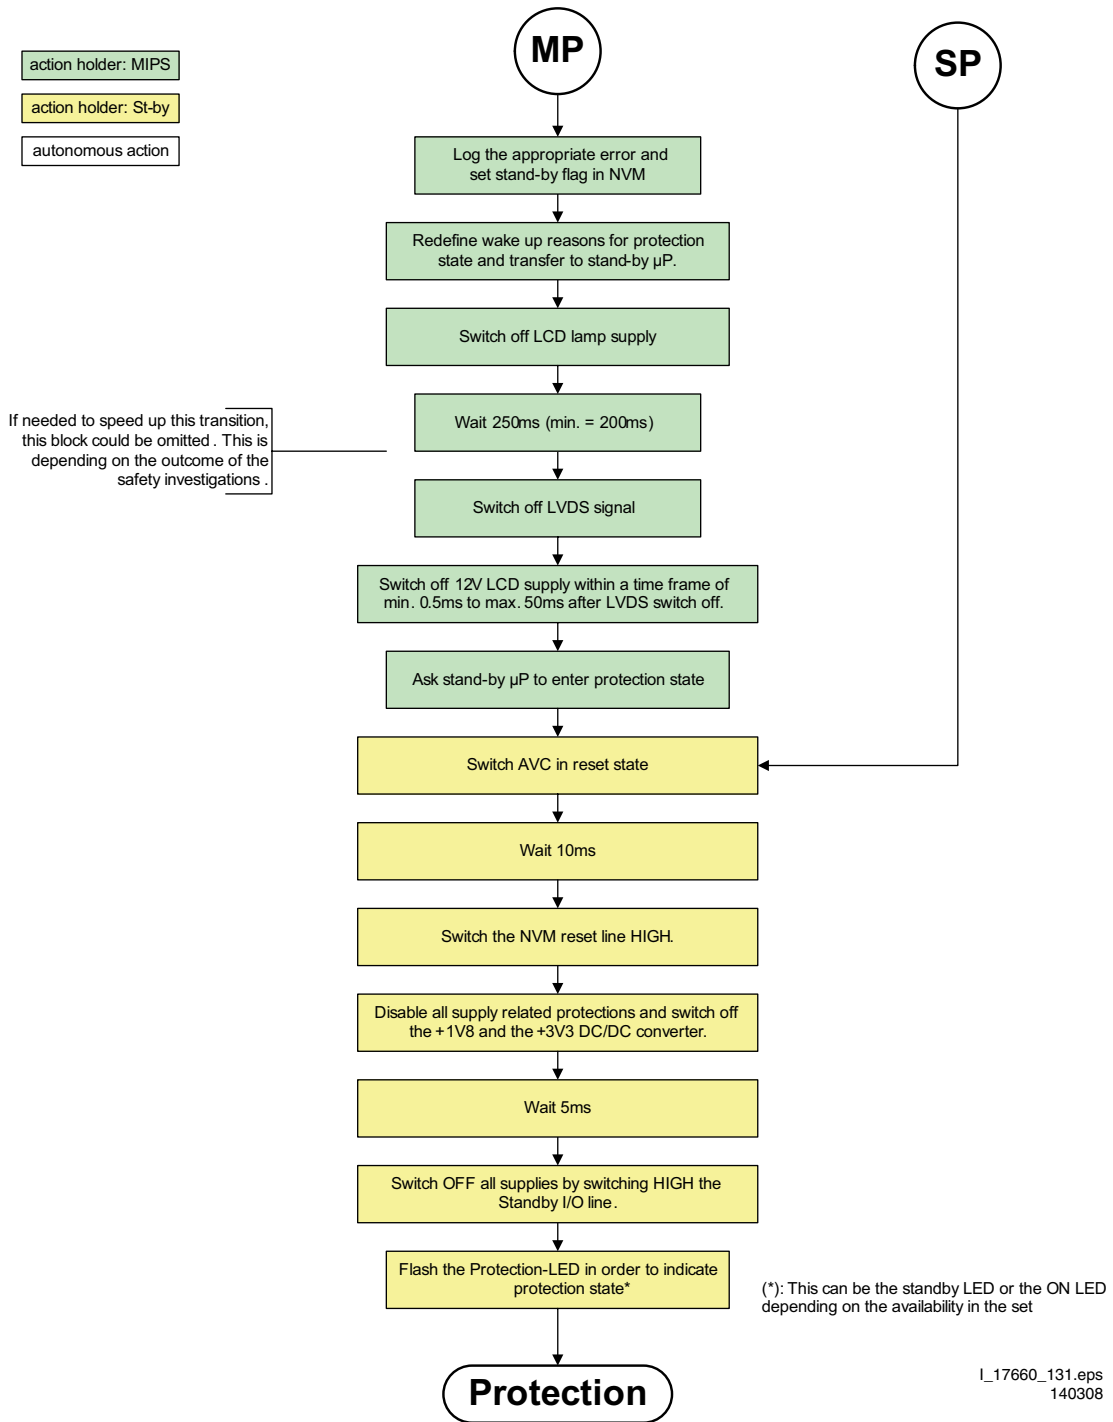 MP
SP
action holder: MIPS
action holder: St-by
autonomous action
Log the appropriate error and
set stand-by flag in NVM
Redefine wake up reasons for protection
state and transfer to stand-by µP.
Switch off LCD lamp supply
If needed to speed up this transition,
this block could be omitted . This is
depending on the outcome of the
safety investigations .
Wait 250ms (min. = 200ms)
Switch off LVDS signal
Switch off 12V LCD supply within a time frame of
min. 0.5ms to max. 50ms after LVDS switch off.
Ask stand-by µP to enter protection state
Switch AVC in reset state
Wait 10ms
Switch the NVM reset line HIGH.
Disable all supply related protections and switch off
the +1V8 and the +3V3 DC/DC converter.
Wait 5ms
Switch OFF all supplies by switching HIGH the
Standby I/O line.
Flash the Protection-LED in order to indicate
protection state*
(*): This can be the standby LED or the ON LED
depending on the availability in the set
Protection
I_17660_131.eps
140308